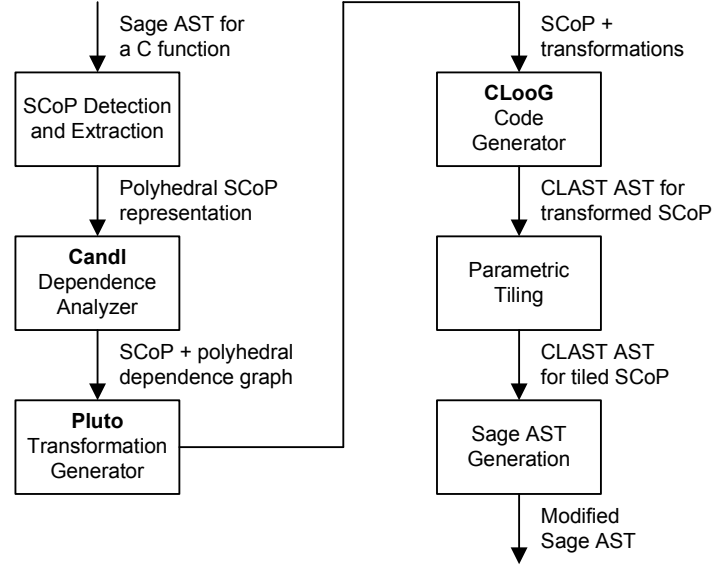 Sage AST for
a C function
SCoP Detection
and Extraction
Polyhedral SCoP
representation
Candl
Dependence
Analyzer
SCoP + polyhedral
dependence graph
Pluto
Transformation
Generator
SCoP +
transformations
CLooG
Code
Generator
CLAST AST for
transformed SCoP
Parametric
Tiling
CLAST AST
for tiled SCoP
Sage AST
Generation
Modified
Sage AST